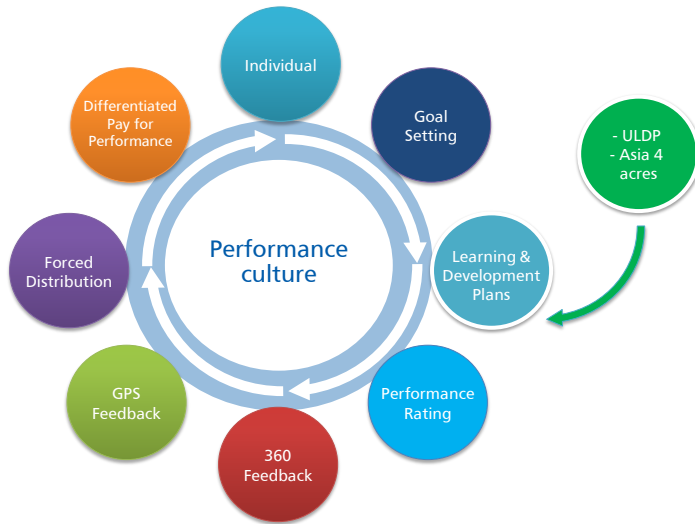 Individual
Goal
Setting
- ULDP
- Asia 4
acres
Learning &
Development
Plans
Performance
Rating
360
Feedback
GPS
Feedback
Forced
Distribution
Differentiated
Pay for
Performance
Performance
culture